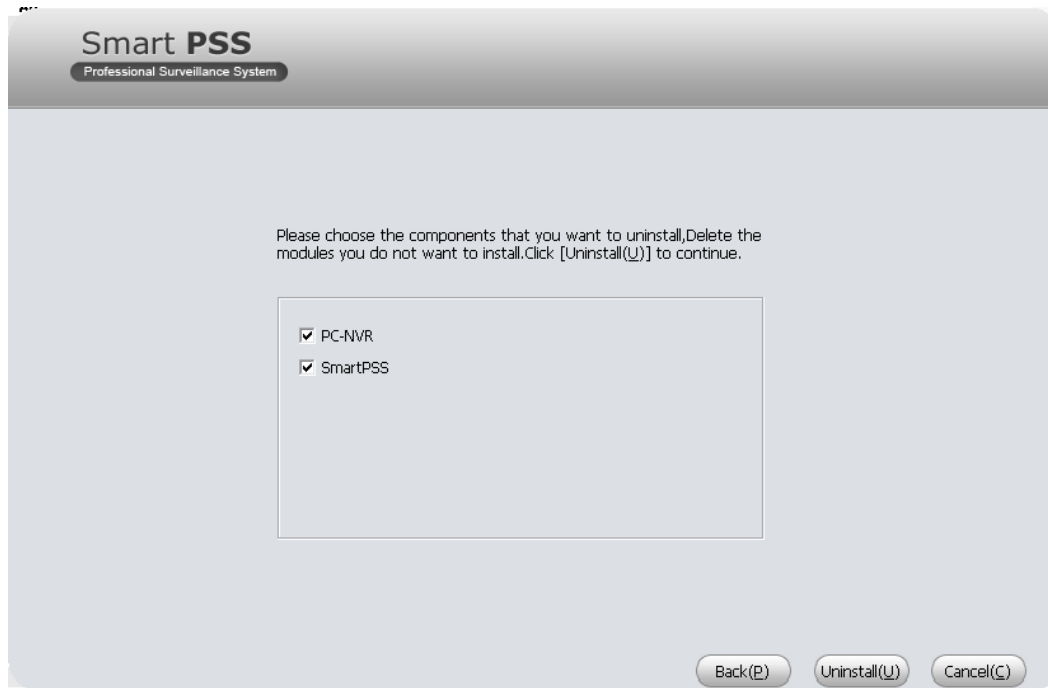 Smart PSS
Professional Surveillance System
Please choose the components that you want to uninstall,Delete the
modules you do not want to install.Click [Uninstall(U)] to continue.
PC-NVR
SmartPSS
Back(P) Uninstall(U) Cancel(C)